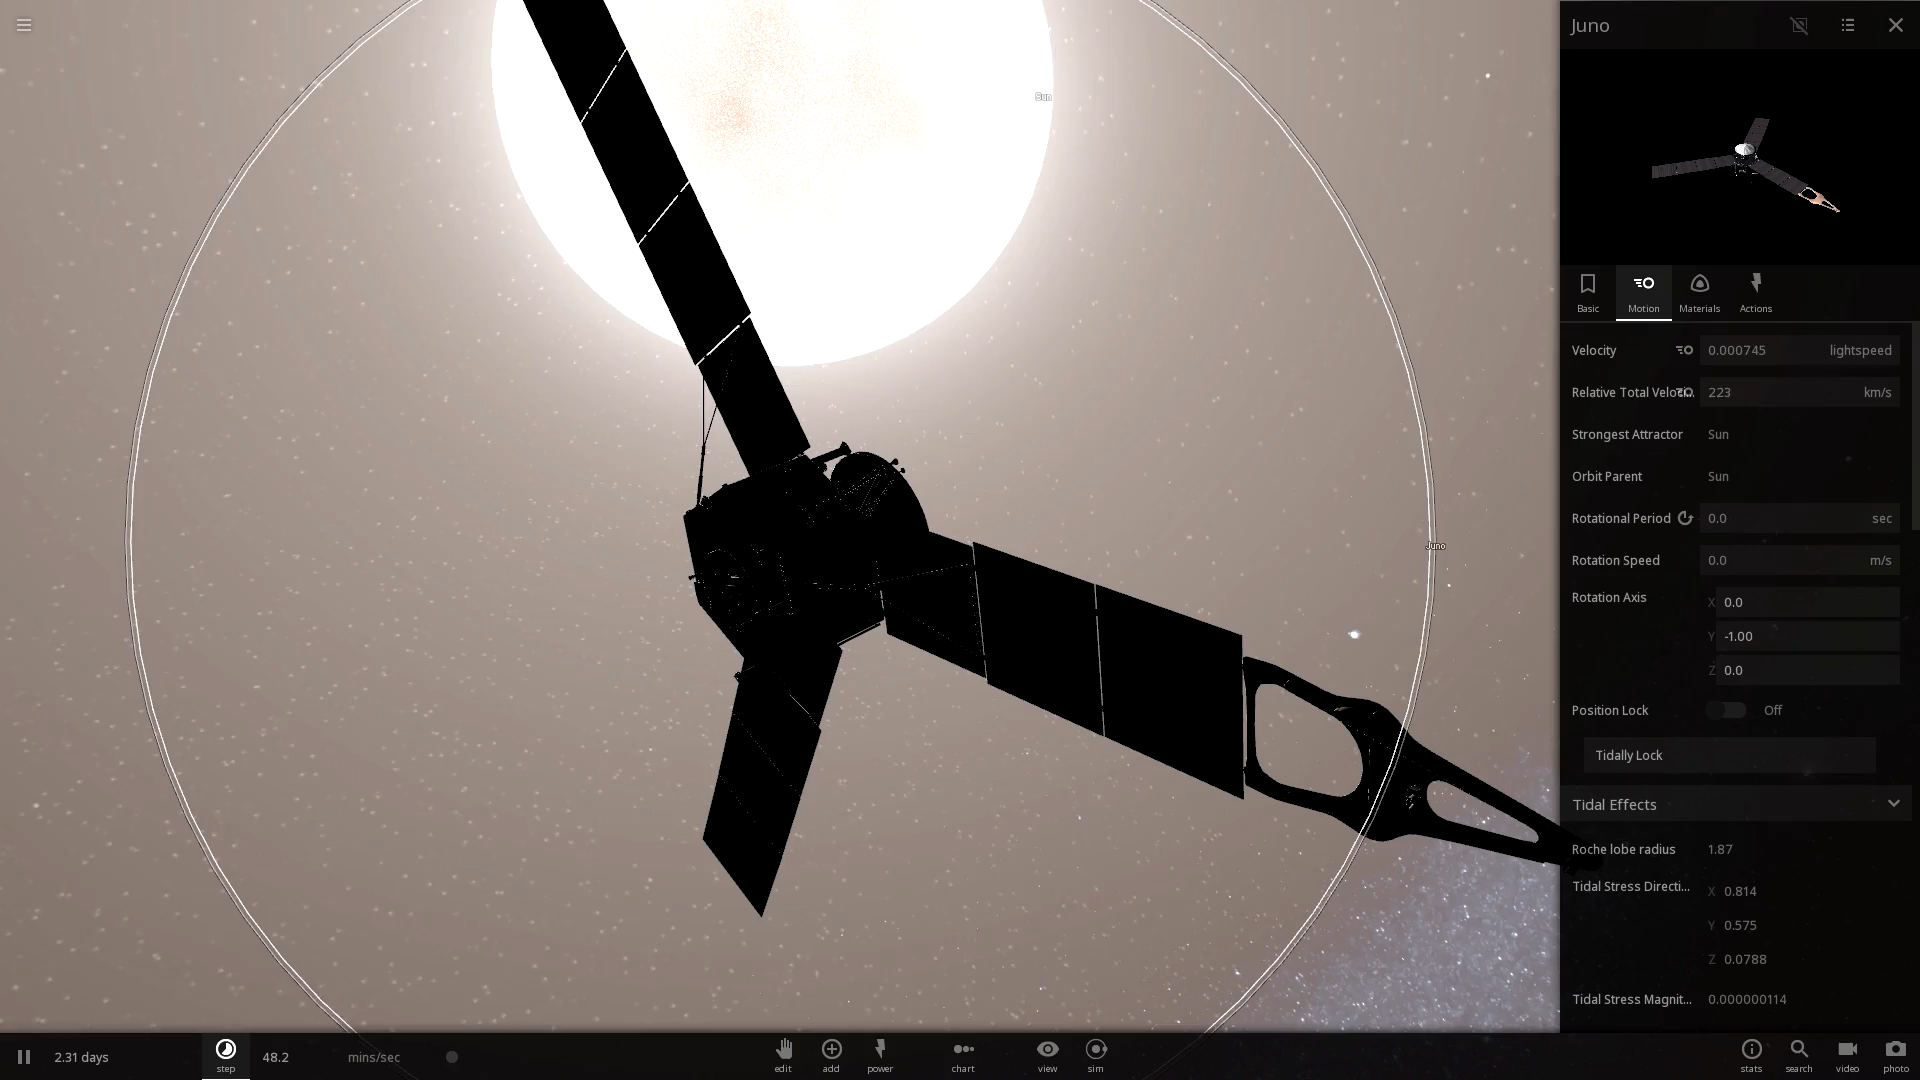 Juno
Sun
Basic
Motion
Materials
Actions
Velocity 0.000745 lightspeed
Relative Total Veloci... 223 km/s
Strongest Attractor Sun
Orbit Parent Sun
Rotational Period 0.0 sec
Juno
Rotation Speed 0.0 m/s
Rotation Axis X 0.0
Y -1.00
Z 0.0
Position Lock Off
Tidally Lock
Tidal Effects
Roche lobe radius 1.87
Tidal Stress Directi... X 0.814
Y 0.575
Z 0.0788
Tidal Stress Magnit... 0.000000114
2.31 days
step
48.2 mins/sec
edit
add
power
chart
view
sim
stats
search
video
photo